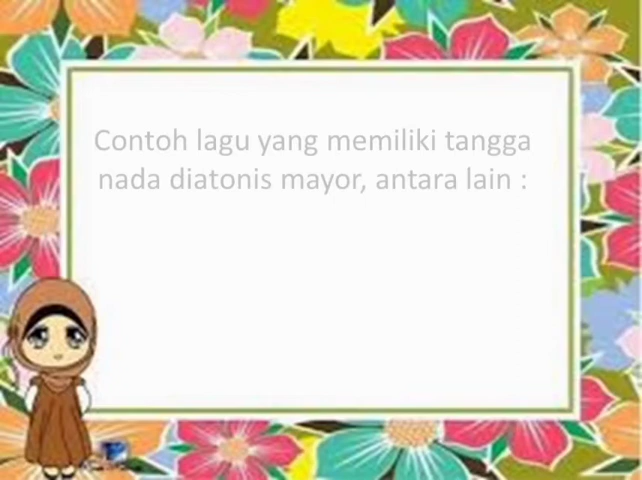 Contoh lagu yang memiliki tangga
nada diatonis mayor, antara lain :